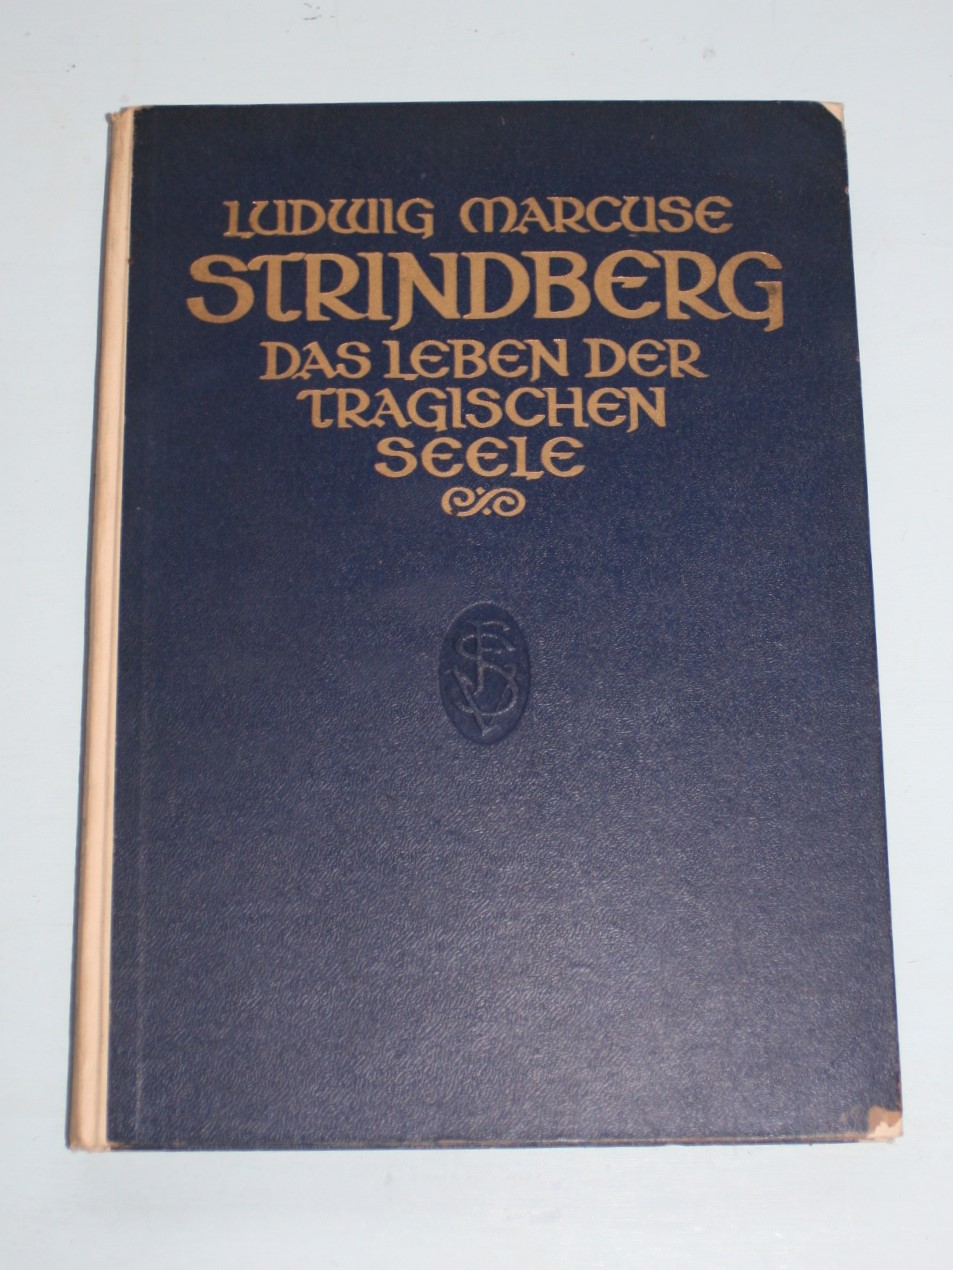 LUDWIG MARCUSE
STRINDBERG
DAS LEBEN DER
TRAGISCHEN
SEELE